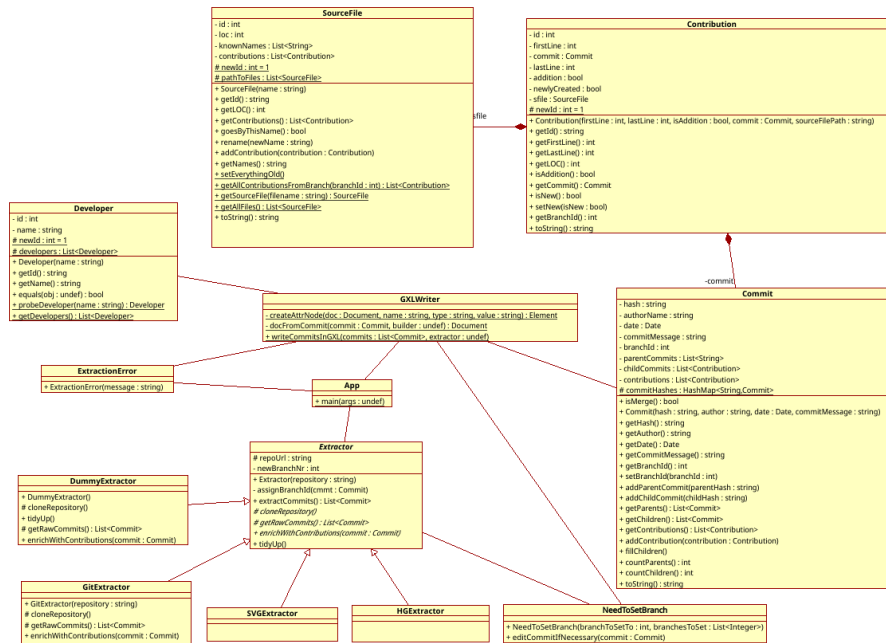 SourceFile
- id : int
- loc : int
- knownNames : List<String>
- contributions : List<Contribution>
# newId : int = 1
# pathToFiles : List<SourceFile>
+ SourceFile(name : string)
+ getId() : string
+ getLOC() : int
+ getContributions() : List<Contribution>
+ goesByThisName() : bool
+ rename(newName : string)
+ addContribution(contribution : Contribution)
+ getNames() : string
+ setEverythingOld()
+ getAllContributionsFromBranch(branchId : int) : List<Contribution>
+ getSourceFile(filename : string) : SourceFile
+ getAllFiles() : List<SourceFile>
+ toString() : string
sfile
Contribution
- id : int
- firstLine : int
- commit : Commit
- lastLine : int
- addition : bool
- newlyCreated : bool
- sfile : SourceFile
# newId : int = 1
+ Contribution(firstLine : int, lastLine : int, isAddition : bool, commit : Commit, sourceFilePath : string)
+ getId() : string
+ getFirstLine() : int
+ getLastLine() : int
+ getLOC() : int
+ isAddition() : bool
+ getCommit() : Commit
+ isNew() : bool
+ setNew(isNew : bool)
+ getBranchId() : int
+ toString() : string
Developer
- id : int
- name : string
# newId : int = 1
# developers : List<Developer>
+ Developer(name : string)
+ getId() : string
+ getName() : string
+ equals(obj : undef) : bool
+ probeDeveloper(name : string) : Developer
+ getDevelopers() : List<Developer>
GXLWriter
- createAttrNode(doc : Document, name : string, type : string, value : string) : Element
- docFromCommit(commit : Commit, builder : undef) : Document
+ writeCommitsInGXL(commits : List<Commit>, extractor : undef)
-commit
Commit
- hash : string
- authorName : string
- date : Date
- commitMessage : string
- branchId : int
- parentCommits : List<String>
- childCommits : List<Contribution>
- contributions : List<Contribution>
# commitHashes : HashMap<String,Commit>
+ isMerge() : bool
+ Commit(hash : string, author : string, date : Date, commitMessage : string)
+ getHash() : string
+ getAuthor() : string
+ getDate() : Date
+ getCommitMessage() : string
+ getBranchId() : int
+ setBranchId(branchId : int)
+ addParentCommit(parentHash : string)
+ addChildCommit(childHash : string)
+ getParents() : List<Commit>
+ getChildren() : List<Commit>
+ getContributions() : List<Contribution>
+ addContribution(contribution : Contribution)
+ fillChildren()
+ countParents() : int
+ countChildren() : int
+ toString() : string
ExtractionError
+ ExtractionError(message : string)
App
+ main(args : undef)
Extractor
# repoUrl : string
- newBranchNr : int
+ Extractor(repository : string)
- assignBranchId(cmmt : Commit)
+ extractCommits() : List<Commit>
# cloneRepository()
# getRawCommits() : List<Commit>
+ enrichWithContributions(commit : Commit)
+ tidyUp()
DummyExtractor
+ DummyExtractor()
# cloneRepository()
+ tidyUp()
# getRawCommits() : List<Commit>
+ enrichWithContributions(commit : Commit)
GitExtractor
+ GitExtractor(repository : string)
# cloneRepository()
# getRawCommits() : List<Commit>
+ enrichWithContributions(commit : Commit)
SVGExtractor
HGExtractor
NeedToSetBranch
+ NeedToSetBranch(branchToSetTo : int, branchesToSet : List<Integer>)
+ editCommitIfNecessary(commit : Commit)